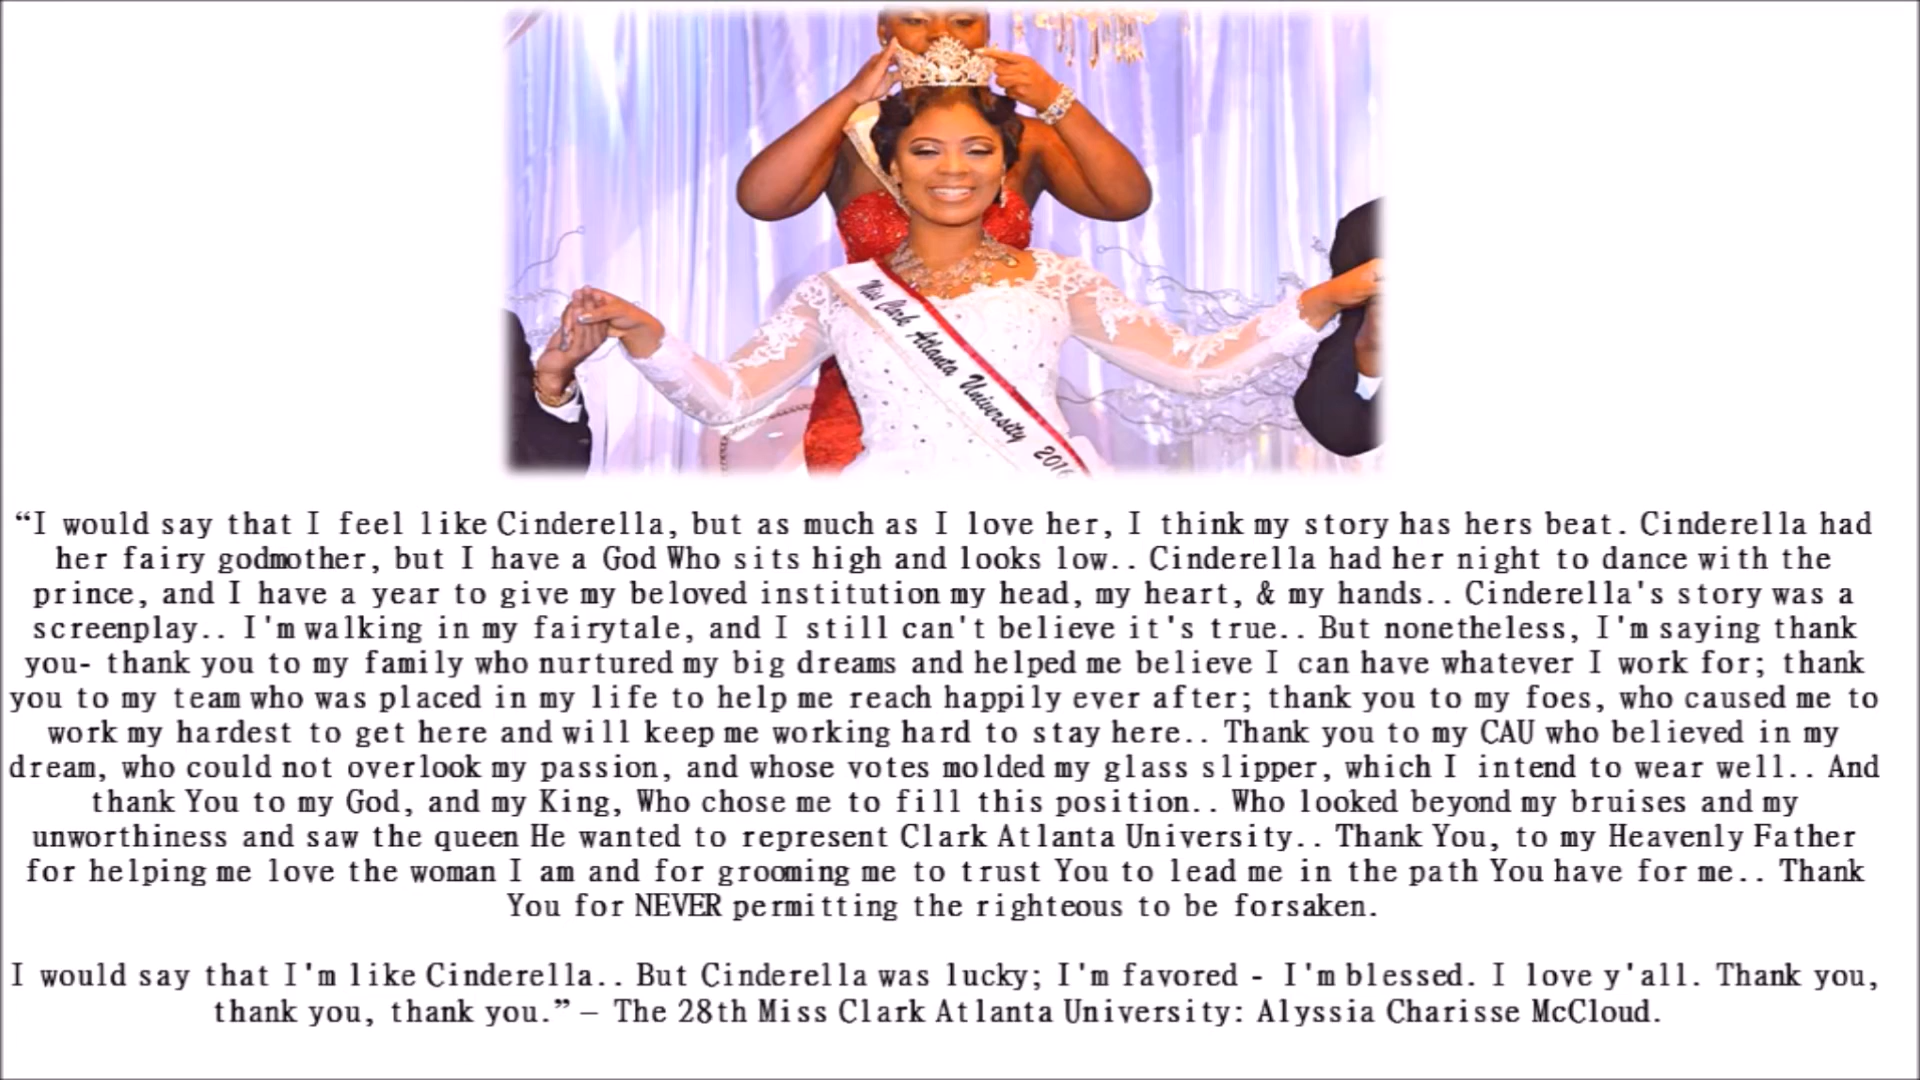 Miss Clark Atlanta University 2016
“I would say that I feel like Cinderella, but as much as I love her, I think my story has hers beat. Cinderella had
her fairy godmother, but I have a God Who sits high and looks low.. Cinderella had her night to dance with the
prince, and I have a year to give my beloved institution my head, my heart, & my hands.. Cinderella's story was a
screenplay.. I'm walking in my fairytale, and I still can't believe it's true.. But nonetheless, I'm saying thank
you- thank you to my family who nurtured my big dreams and helped me believe I can have whatever I work for; thank
you to my team who was placed in my life to help me reach happily ever after; thank you to my foes, who caused me to
work my hardest to get here and will keep me working hard to stay here.. Thank you to my CAU who believed in my
dream, who could not overlook my passion, and whose votes molded my glass slipper, which I intend to wear well.. And
thank You to my God, and my King, Who chose me to fill this position.. Who looked beyond my bruises and my
unworthiness and saw the queen He wanted to represent Clark Atlanta University.. Thank You, to my Heavenly Father
for helping me love the woman I am and for grooming me to trust You to lead me in the path You have for me.. Thank
You for NEVER permitting the righteous to be forsaken.
I would say that I'm like Cinderella.. But Cinderella was lucky; I'm favored - I'm blessed. I love y'all. Thank you,
thank you, thank you.” – The 28th Miss Clark Atlanta University: Alyssia Charisse McCloud.